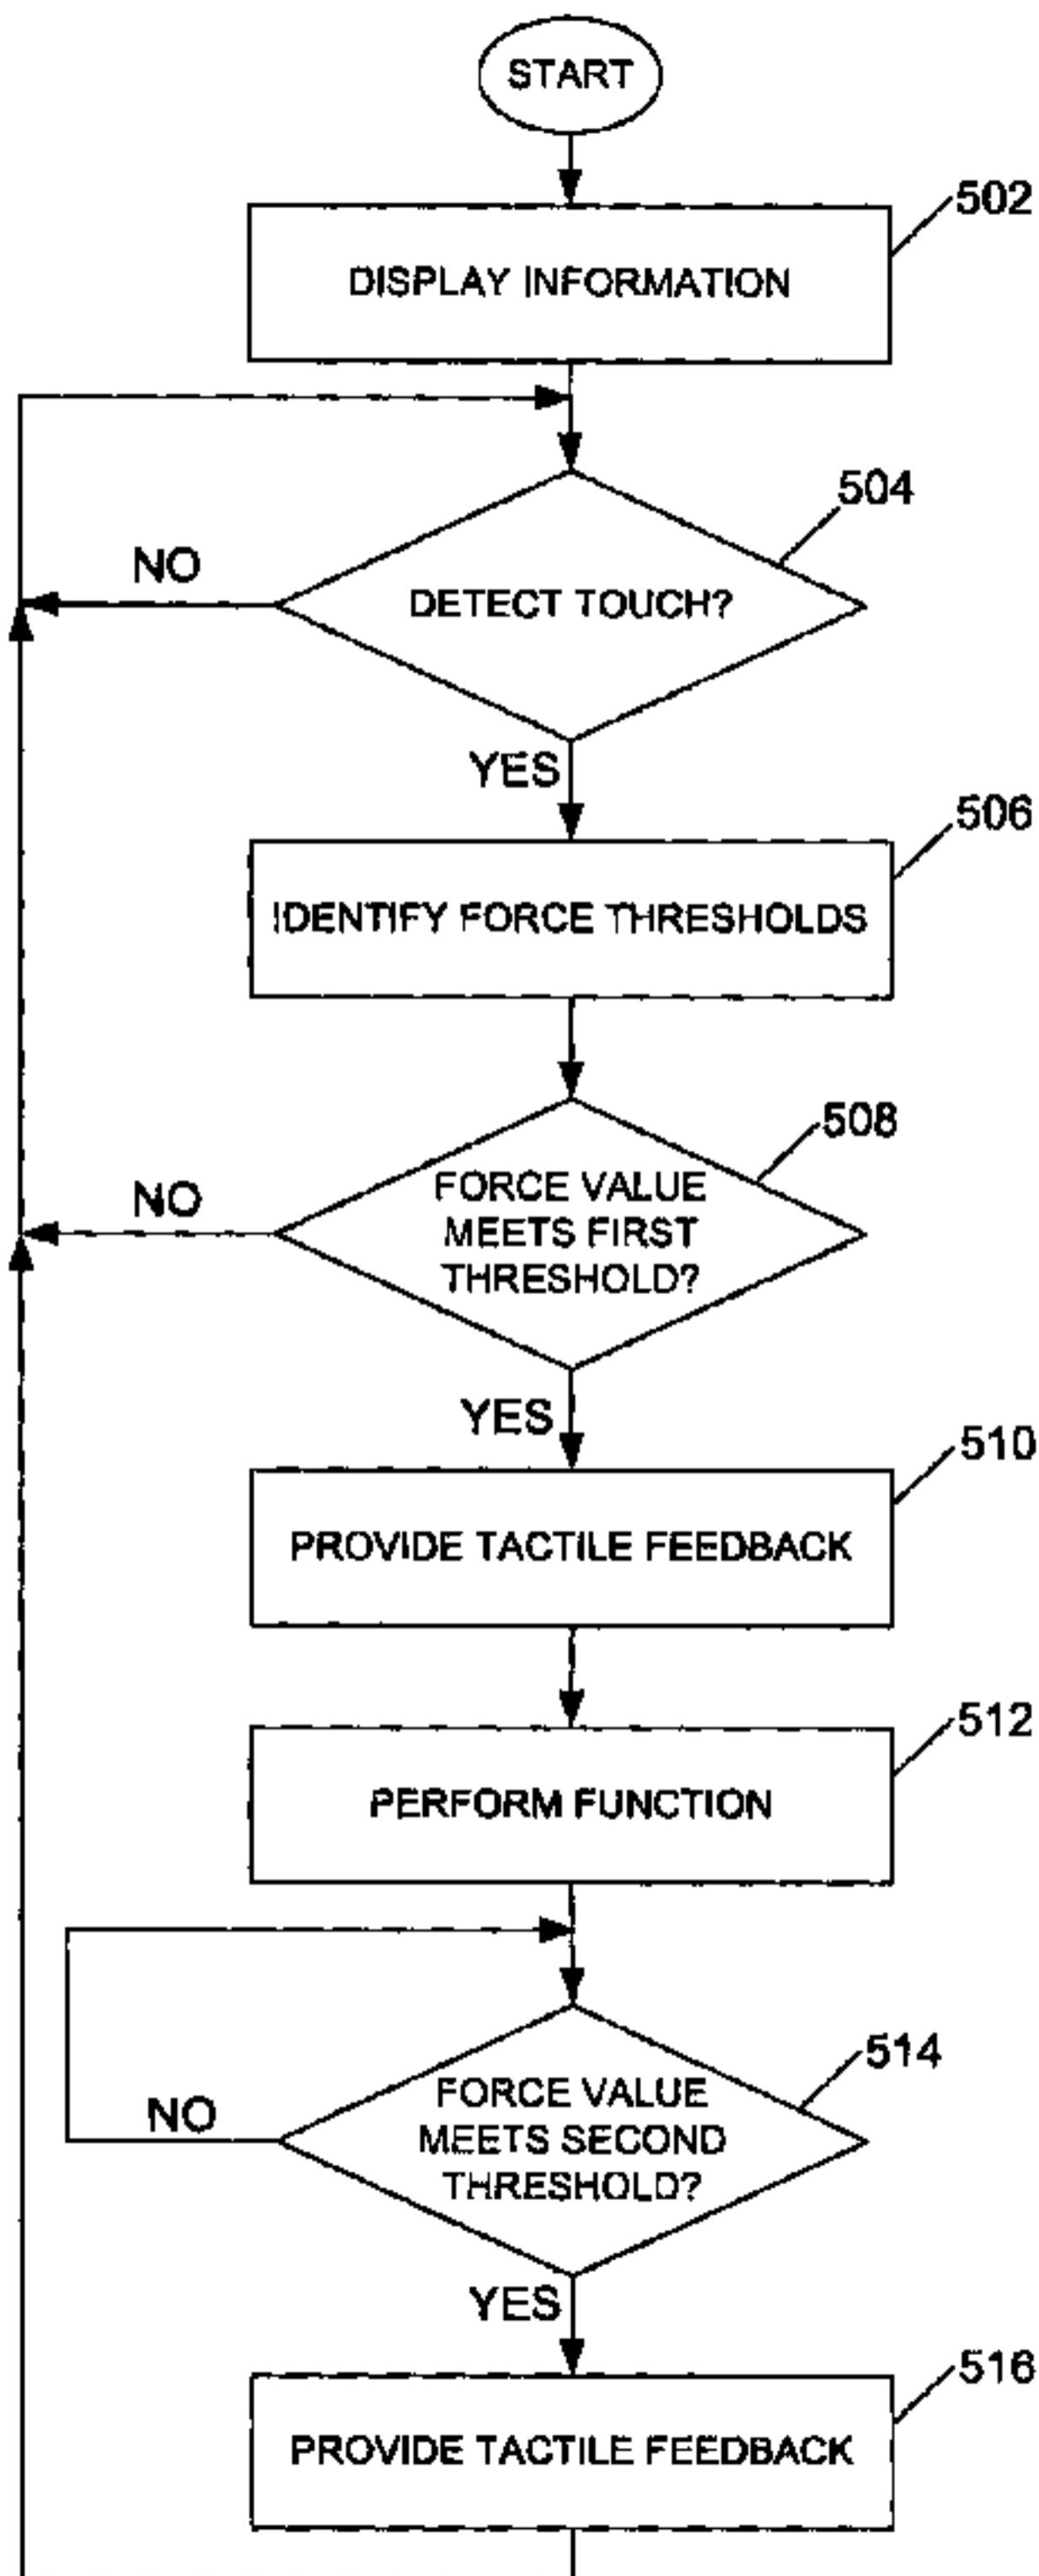 START
502
DISPLAY INFORMATION
504
NO
DETECT TOUCH?
YES
506
IDENTIFY FORCE THRESHOLDS
508
NO
FORCE VALUE
MEETS FIRST
THRESHOLD?
YES
510
PROVIDE TACTILE FEEDBACK
512
PERFORM FUNCTION
514
NO
FORCE VALUE
MEETS SECOND
THRESHOLD?
YES
516
PROVIDE TACTILE FEEDBACK